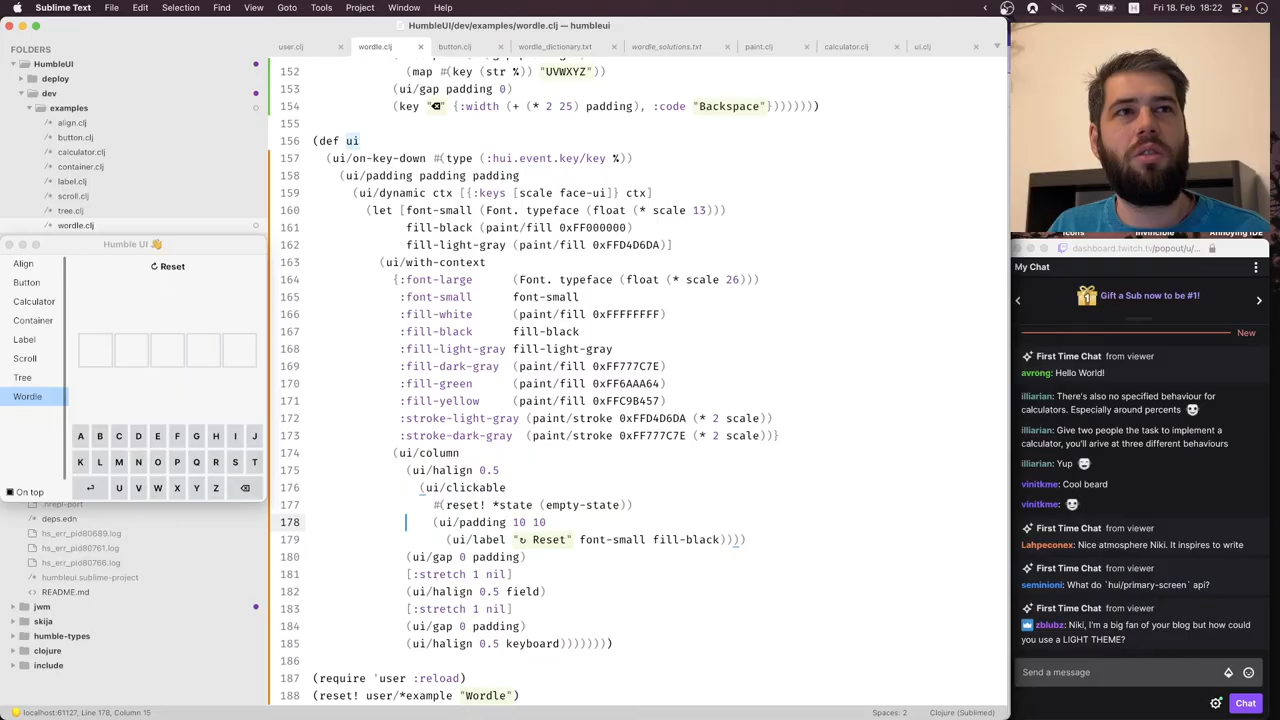 Sublime Text File Edit Selection Find View Goto Tools Project Window Help
Fri 18. Mar 18:22
HumbleUI/dev/examples/wordle.clj — humbleui
FOLDERS
HumbleUI
deploy
dev
examples
align.clj
button.clj
calculator.clj
container.clj
label.clj
scroll.clj
tree.clj
wordle.clj
Humble UI 👋
Align
Button
Calculator
Container
Label
Scroll
Tree
Wordle
On top
↻ Reset
A B C D E F G H I J
K L M N O P Q R S T
⏎ U V W X Y Z ⌫
.nrepl-port
deps.edn
hs_err_pid80689.log
hs_err_pid80761.log
hs_err_pid80766.log
humbleui.sublime-project
README.md
jwm
skija
humble-types
clojure
include
user.clj × wordle.clj × button.clj × wordle_dictionary.txt × wordle_solutions.txt × paint.clj × calculator.clj × ui.clj ×
152 (map #(key (str %)) "UVWXYZ"))
153 (ui/gap padding 0)
154 (key "⌫" {:width (+ (* 2 25) padding), :code "Backspace"})))))))
155
156 (def ui
157 (ui/on-key-down #(type (:hui.event.key/key %))
158 (ui/padding padding padding
159 (ui/dynamic ctx [{:keys [scale face-ui]} ctx]
160 (let [font-small (Font. typeface (float (* scale 13)))
161 fill-black (paint/fill 0xFF000000)
162 fill-light-gray (paint/fill 0xFFD4D6DA)]
163 (ui/with-context
164 {:font-large (Font. typeface (float (* scale 26)))
165 :font-small font-small
166 :fill-white (paint/fill 0xFFFFFFFF)
167 :fill-black fill-black
168 :fill-light-gray fill-light-gray
169 :fill-dark-gray (paint/fill 0xFF777C7E)
170 :fill-green (paint/fill 0xFF6AAA64)
171 :fill-yellow (paint/fill 0xFFC9B457)
172 :stroke-light-gray (paint/stroke 0xFFD4D6DA (* 2 scale))
173 :stroke-dark-gray (paint/stroke 0xFF777C7E (* 2 scale))}
174 (ui/column
175 (ui/halign 0.5
176 (ui/clickable
177 #(reset! *state (empty-state))
178 (ui/padding 10 10
179 (ui/label "↻ Reset" font-small fill-black))))
180 (ui/gap 0 padding)
181 [:stretch 1 nil]
182 (ui/halign 0.5 field)
183 [:stretch 1 nil]
184 (ui/gap 0 padding)
185 (ui/halign 0.5 keyboard)))))))
186
187 (require 'user :reload)
188 (reset! user/*example "Wordle")
localhost:61127, Line 178, Column 15
Spaces: 2
Clojure (Sublimed)
Icons Invincible Annoying IDE
dashboard.twitch.tv/popout/u/...
My Chat
Gift a Sub now to be #1!
New
First Time Chat from viewer
avrong: Hello World!
illiarian: There's also no specified behaviour for
calculators. Especially around percents
illiarian: Give two people the task to implement a
calculator, you'll arive at three different behaviours
illiarian: Yup
vinitkme: Cool beard
vinitkme:
First Time Chat from viewer
Lahpeconex: Nice atmosphere Niki. It inspires to write
First Time Chat from viewer
seminioni: What do `hui/primary-screen` api?
First Time Chat from viewer
zblubz: Niki, I'm a big fan of your blog but how could
you use a LIGHT THEME?
Send a message
Chat